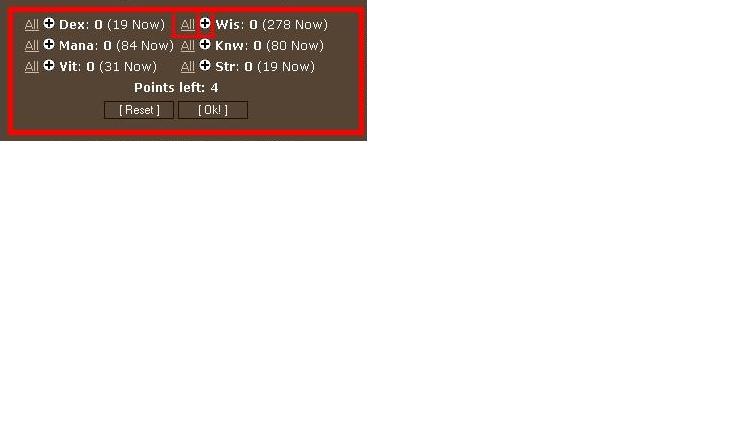 All Dex: 0 (19 Now) All Wis: 0 (278 Now)
All Mana: 0 (84 Now) All Knw: 0 (80 Now)
All Vit: 0 (31 Now) All Str: 0 (19 Now)
Points left: 4
[ Reset ] [ Ok! ]